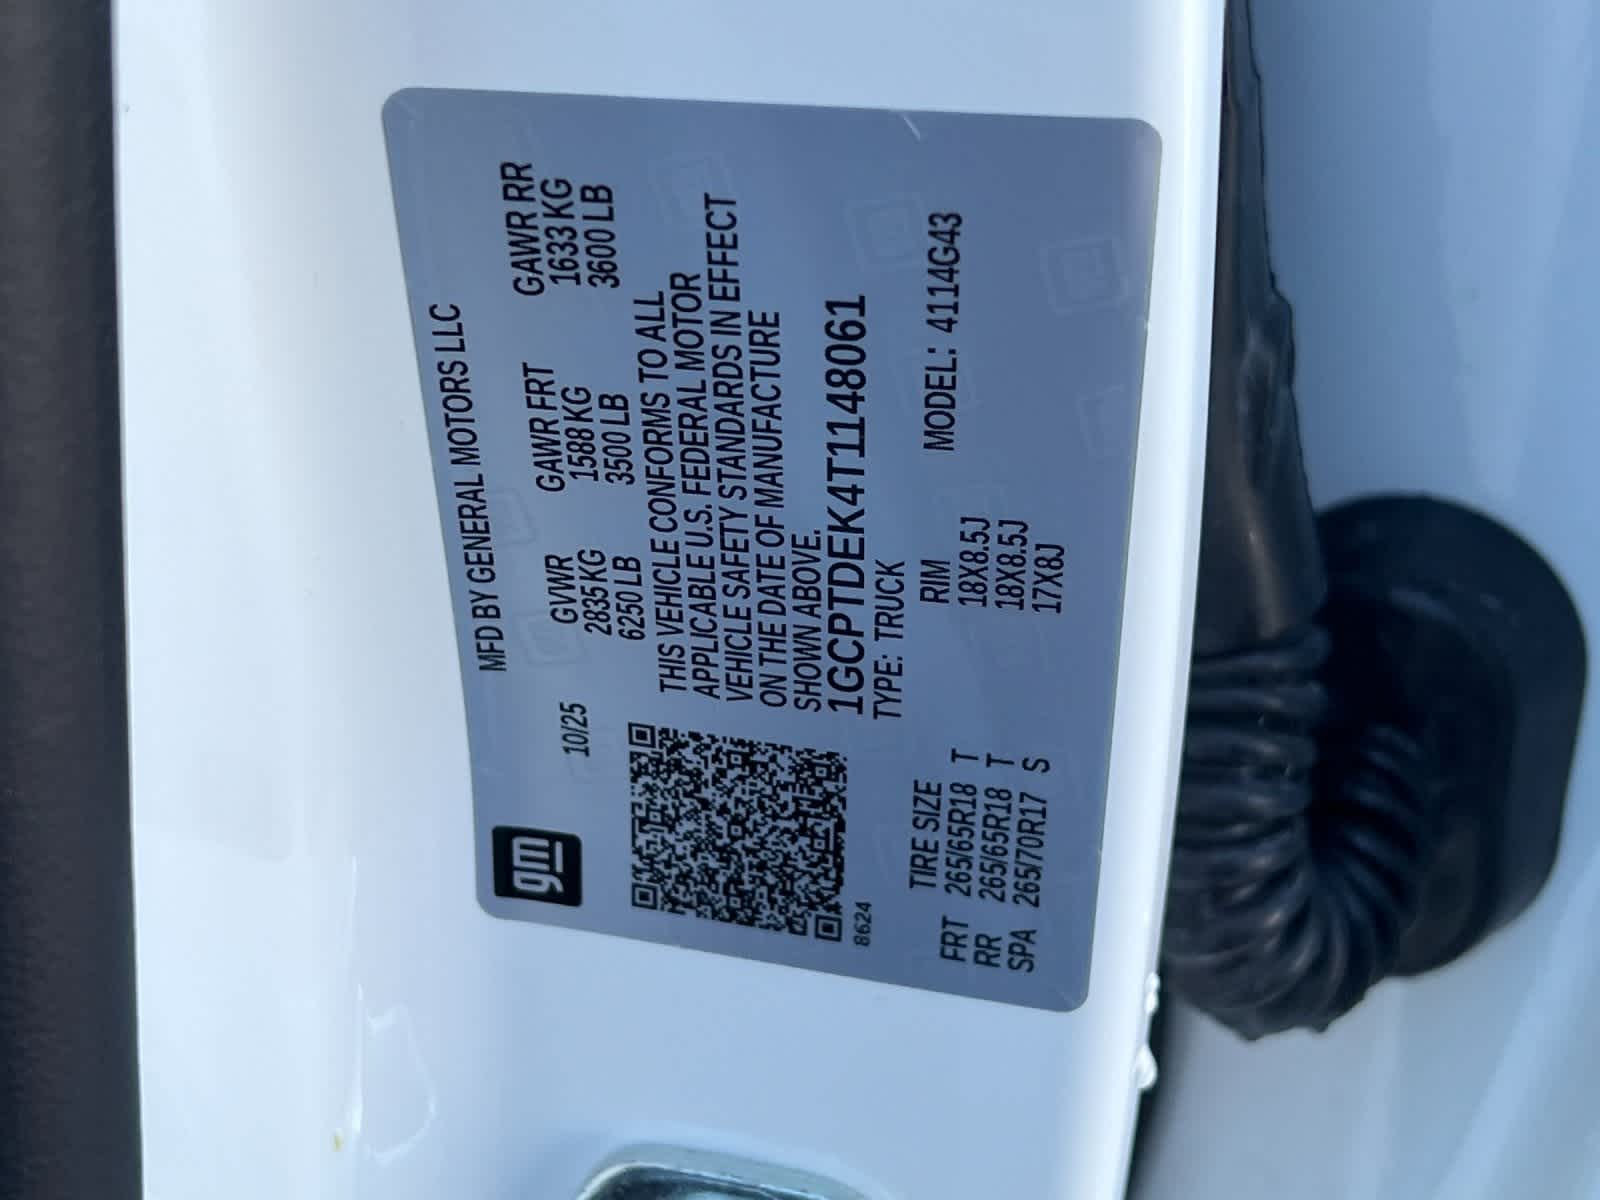 gm
MFD BY GENERAL MOTORS LLC
10/25
GVWR GAWR FRT GAWR RR
2835 KG 1588 KG 1633 KG
6250 LB 3500 LB 3600 LB
THIS VEHICLE CONFORMS TO ALL
APPLICABLE U.S. FEDERAL MOTOR
VEHICLE SAFETY STANDARDS IN EFFECT
ON THE DATE OF MANUFACTURE
SHOWN ABOVE.
1GCPTDEK4T1148061
8624
TYPE: TRUCK
TIRE SIZE RIM MODEL: 4114G43
FRT 265/65R18 T 18X8.5J
RR 265/65R18 T 18X8.5J
SPA 265/70R17 S 17X8J